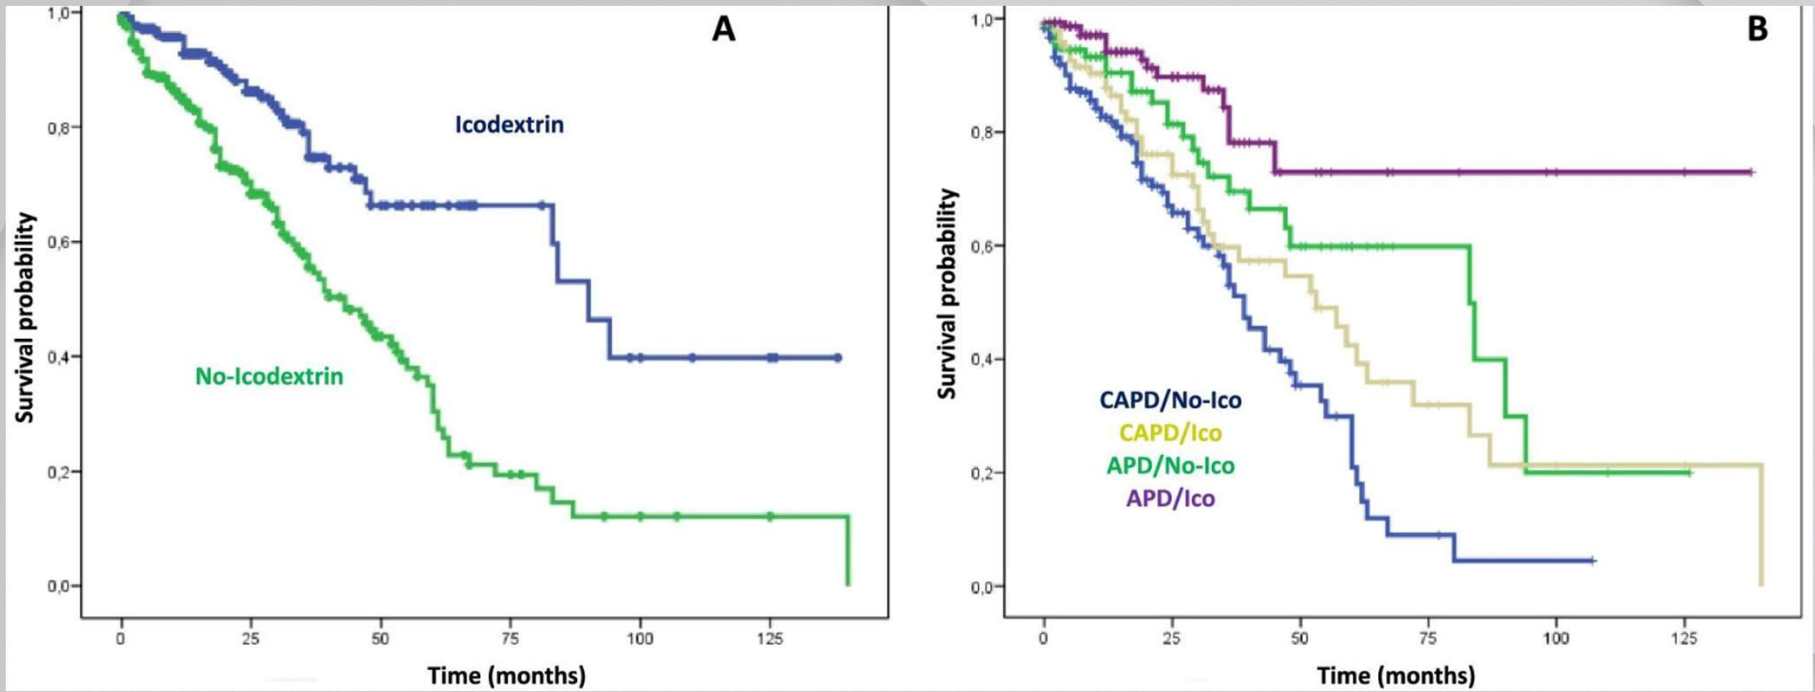 A
1,0
0,8
0,6
0,4
0,2
0,0
Survival probability
Icodextrin
No-Icodextrin
0 25 50 75 100 125
Time (months)
B
1,0
0,8
0,6
0,4
0,2
0,0
Survival probability
CAPD/No-Ico
CAPD/Ico
APD/No-Ico
APD/Ico
0 25 50 75 100 125
Time (months)